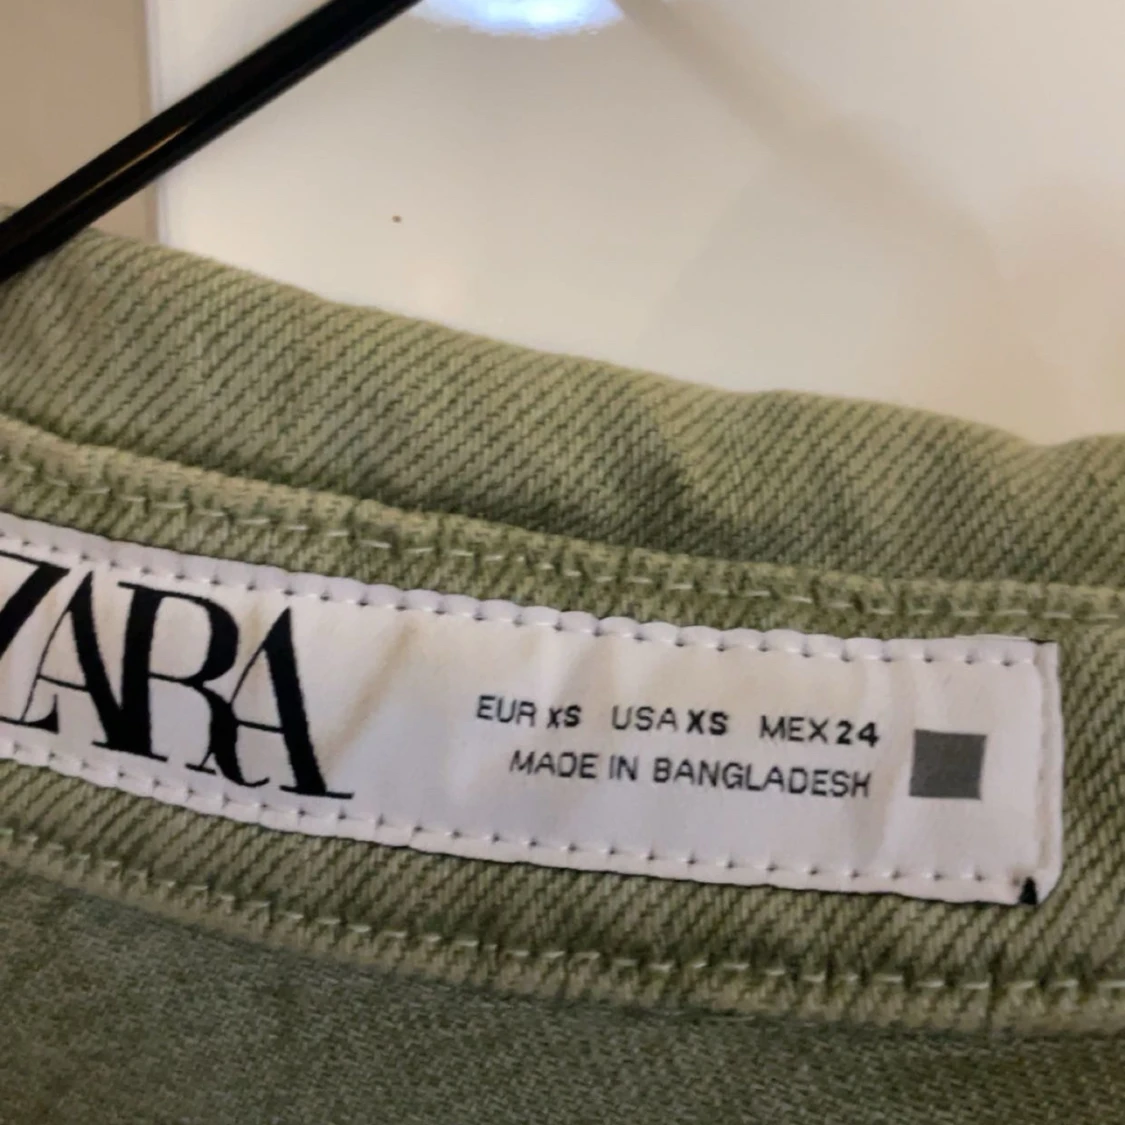 ZARA
EUR XS USA XS MEX 24
MADE IN BANGLADESH